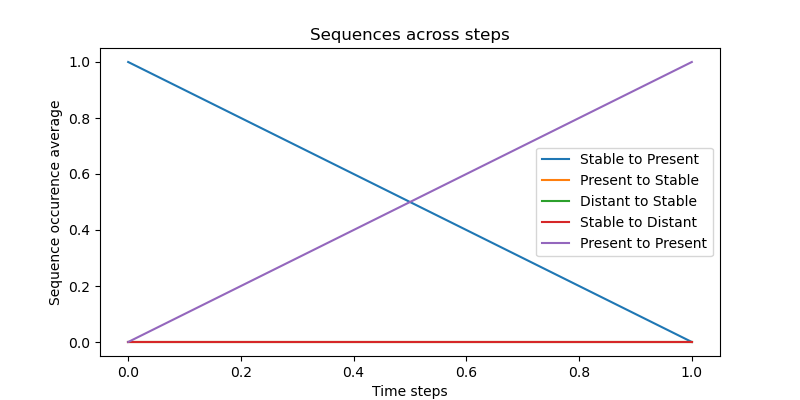 Sequences across steps
Sequence occurence average
1.0
0.8
0.6
0.4
0.2
0.0
Stable to Present
Present to Stable
Distant to Stable
Stable to Distant
Present to Present
0.0 0.2 0.4 0.6 0.8 1.0
Time steps